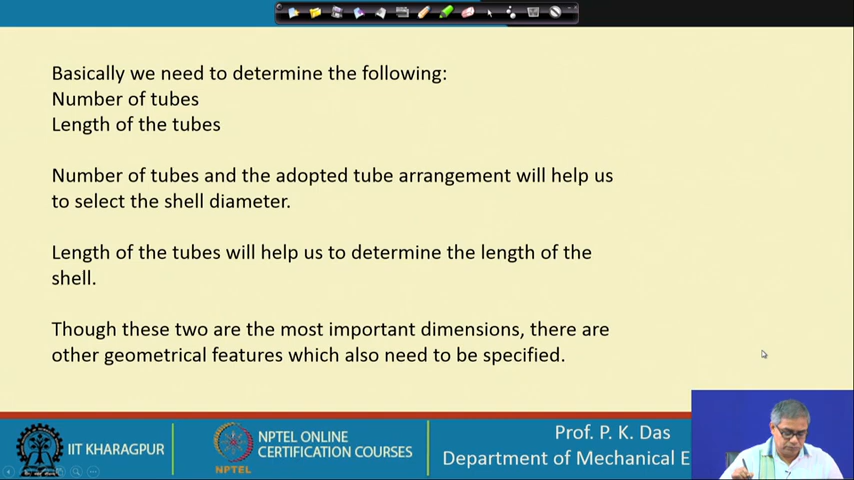 Basically we need to determine the following:
Number of tubes
Length of the tubes
Number of tubes and the adopted tube arrangement will help us
to select the shell diameter.
Length of the tubes will help us to determine the length of the
shell.
Though these two are the most important dimensions, there are
other geometrical features which also need to be specified.
IIT KHARAGPUR
NPTEL
NPTEL ONLINE
CERTIFICATION COURSES
Prof. P. K. Das
Department of Mechanical E